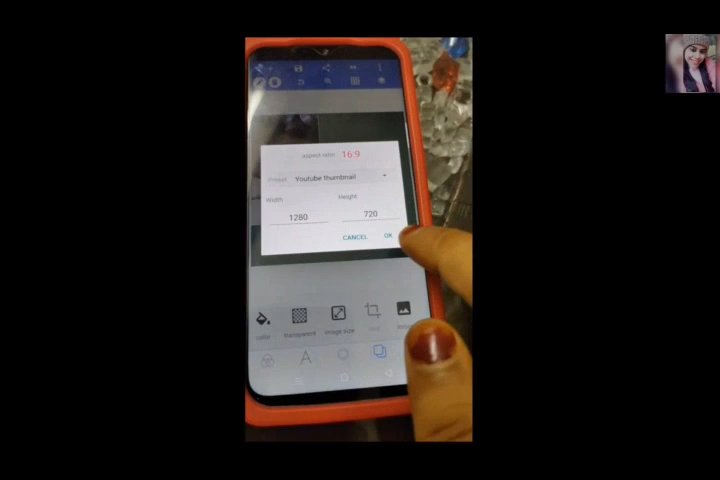 aspect ratio 16:9
Preset Youtube thumbnail
Width Height
1280 720
CANCEL OK
color transparent image size
A